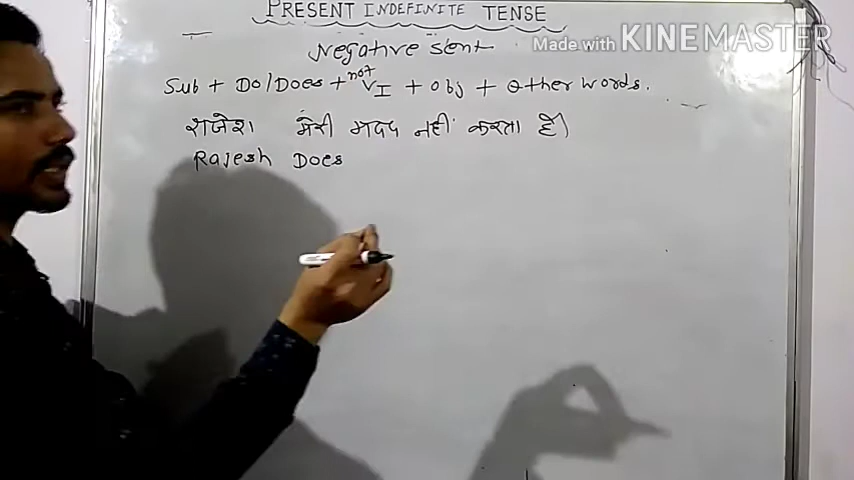 PRESENT INDEFINITE TENSE
Negative sent
Made with KINEMASTER
Sub + Do/Does + not V I + obj + Other words.
राजेश मेरी मदद नहीं करता है।
Rajesh Does